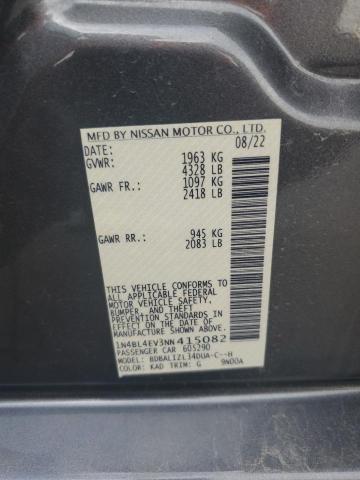 MFD BY NISSAN MOTOR CO., LTD.
DATE: 08/22
GVWR: 1963 KG
4328 LB
GAWR FR.: 1097 KG
2418 LB
GAWR RR.: 945 KG
2083 LB
THIS VEHICLE CONFORMS TO
ALL APPLICABLE FEDERAL
MOTOR VEHICLE SAFETY,
BUMPER, AND THEFT
PREVENTION STANDARDS IN
EFFECT ON THE DATE OF
MANUFACTURE SHOWN ABOVE.
1N4BL4EV3NN415082
PASSENGER CAR 605290
MODEL: BDBALIZL34DUA-C--H
COLOR: KAD TRIM: G 9N00A